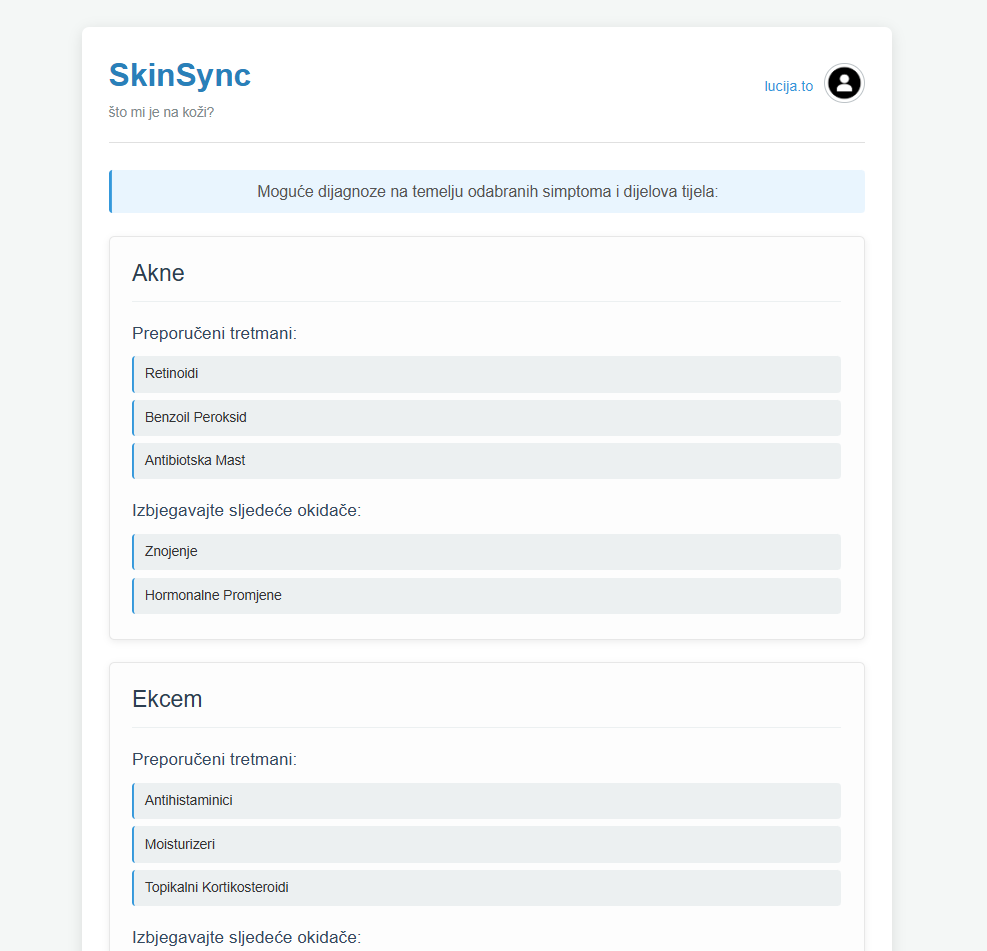 SkinSync
što mi je na koži?
lucija.to
Moguće dijagnoze na temelju odabranih simptoma i dijelova tijela:
Akne
Preporučeni tretmani:
Retinoidi
Benzoil Peroksid
Antibiotska Mast
Izbjegavajte sljedeće okidače:
Znojenje
Hormonalne Promjene
Ekcem
Preporučeni tretmani:
Antihistaminici
Moisturizeri
Topikalni Kortikosteroidi
Izbjegavajte sljedeće okidače: